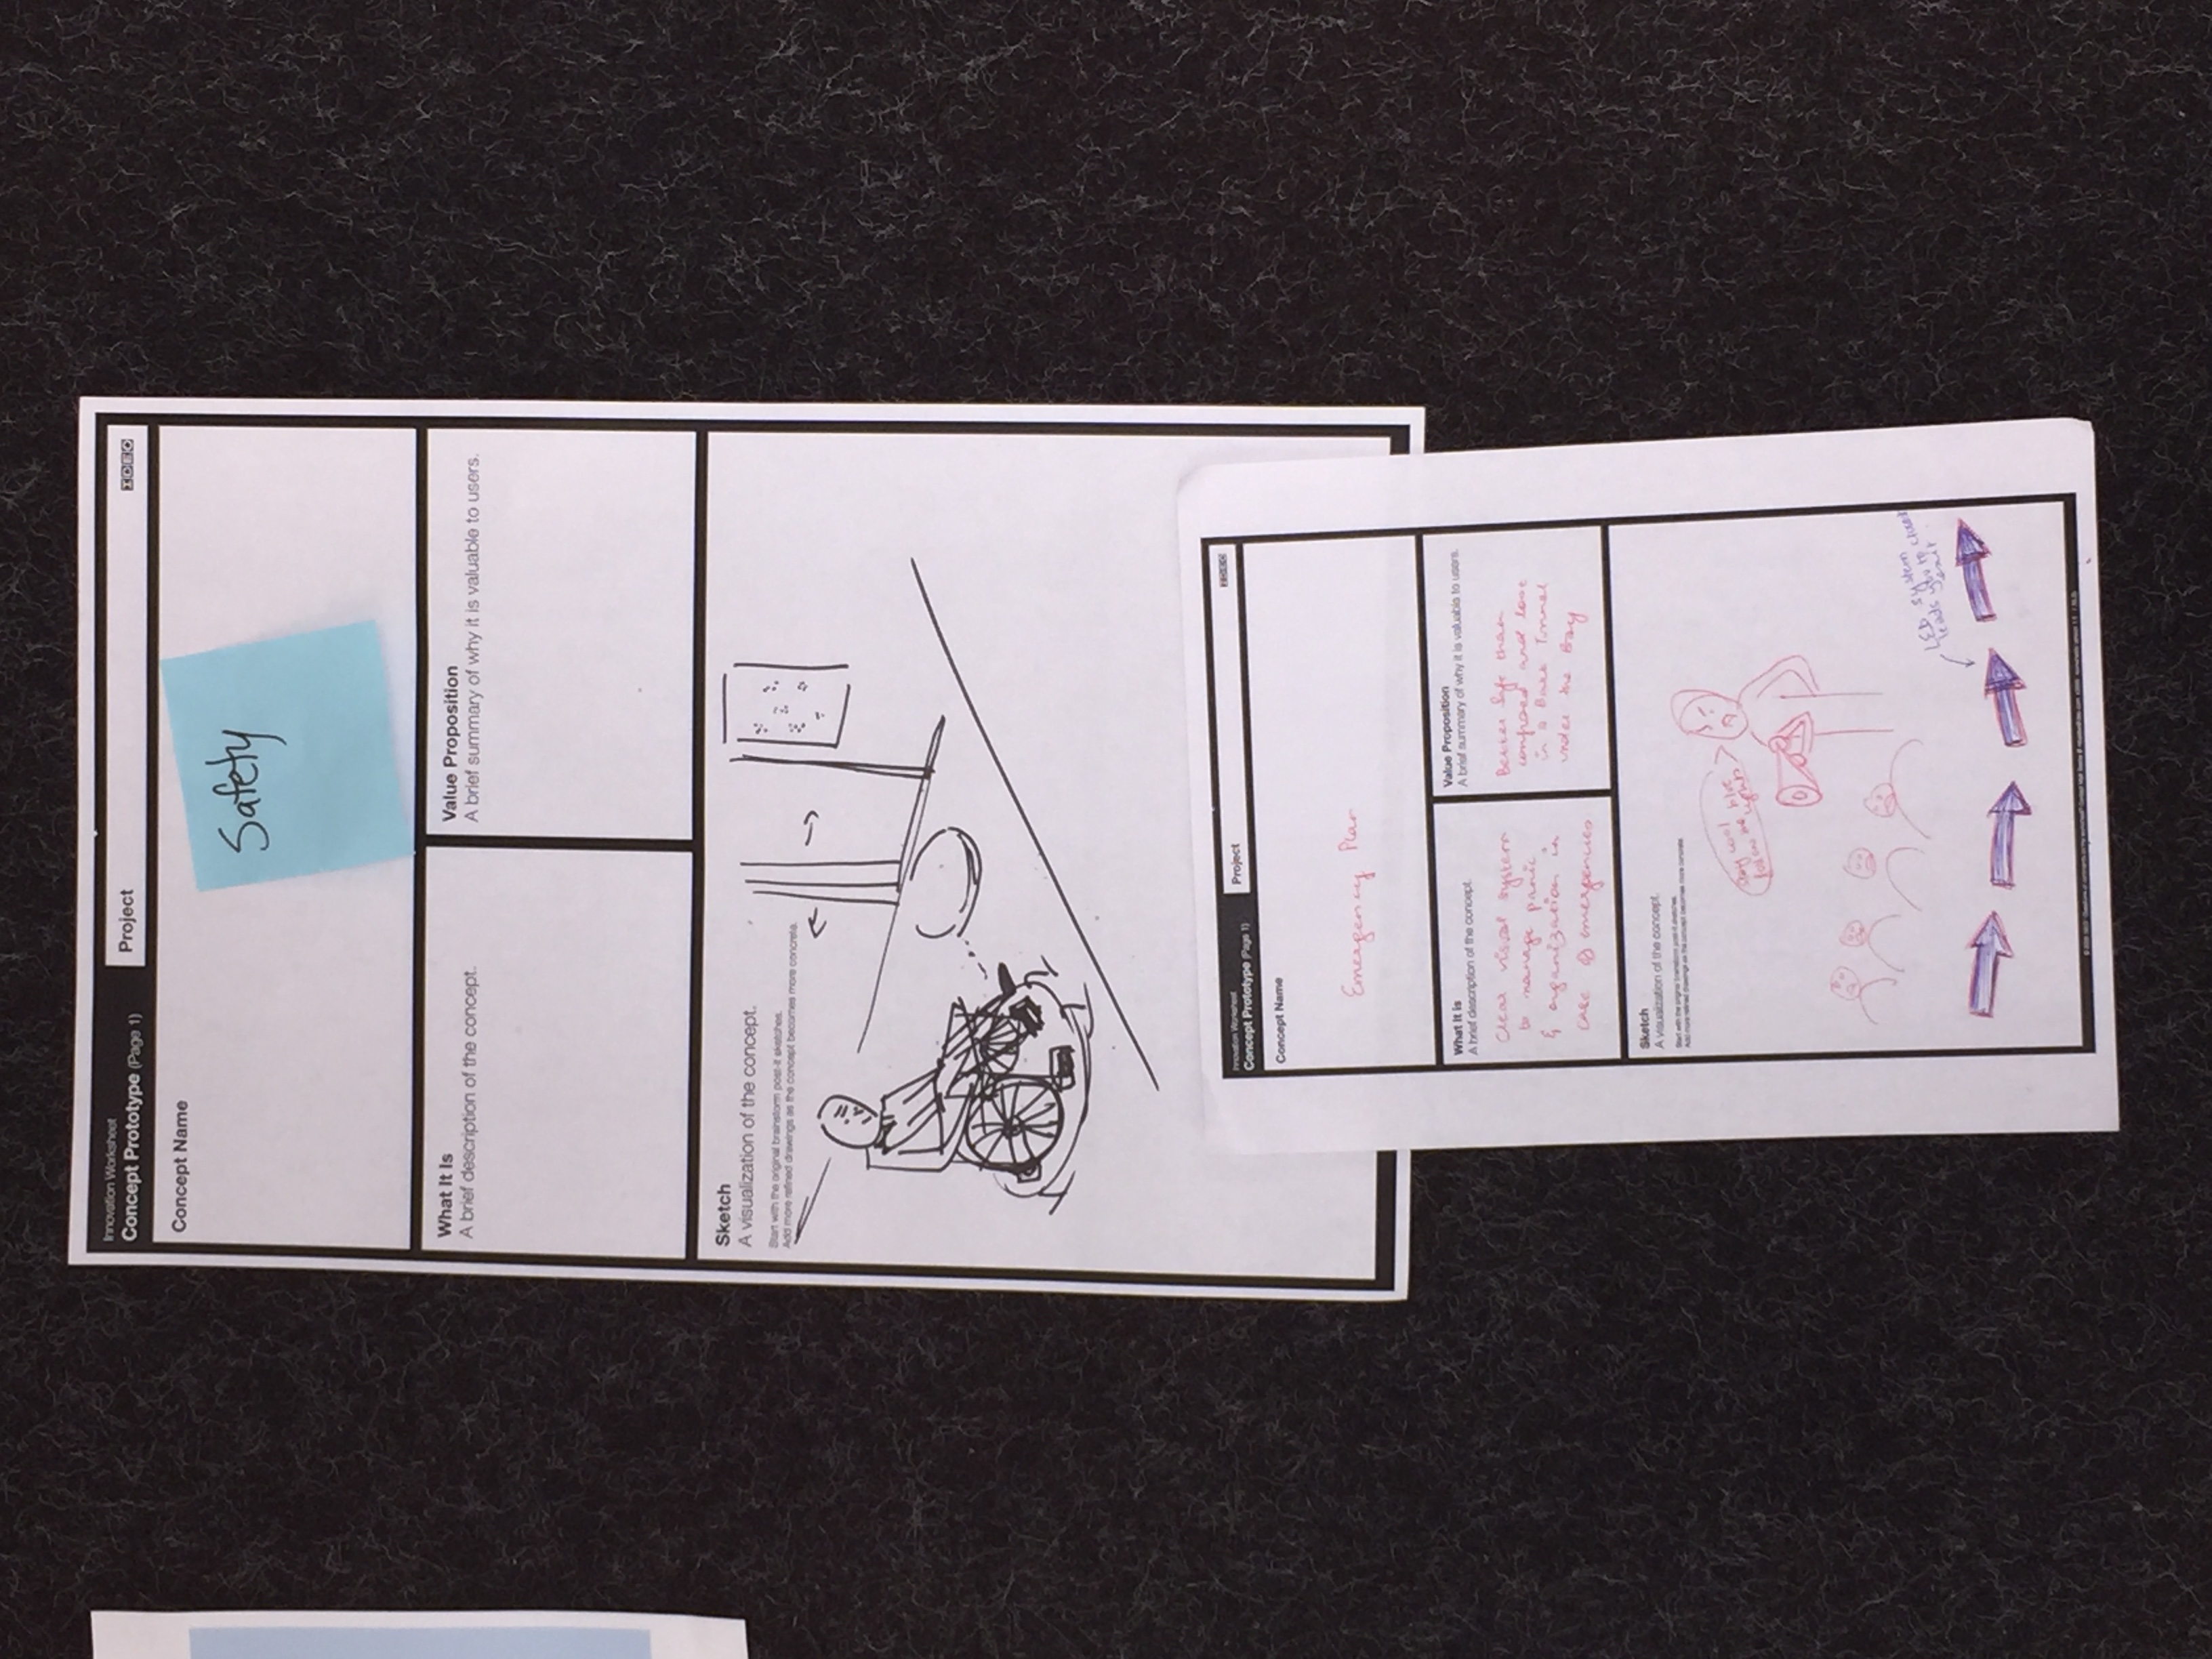 Innovation Worksheet
Concept Prototype (Page 1)
Project
IDEO
Concept Name
Safety
What It Is
A brief description of the concept.
Value Proposition
A brief summary of why it is valuable to users.
Sketch
A visualization of the concept.
Start with the original brainstorm post-it sketches.
Add more refined drawings as the concept becomes more concrete.
Innovation Worksheet
Concept Prototype (Page 1)
Project
IDEO
Concept Name
Emergency Plan
What It is
A brief description of the concept.
Clear visual system
to manage panic
& organization in
case of emergencies
Value Proposition
A brief summary of why it is valuable to users.
Better Safe than
confused and lose
in a Bart Tunnel
under the Bay
Sketch
A visualization of the concept.
Start with the original brainstorm post-it sketches.
Add more refined drawings as the concept becomes more concrete.
Stay cool
follow the blue
lights
LED system
leads you to closest
exit